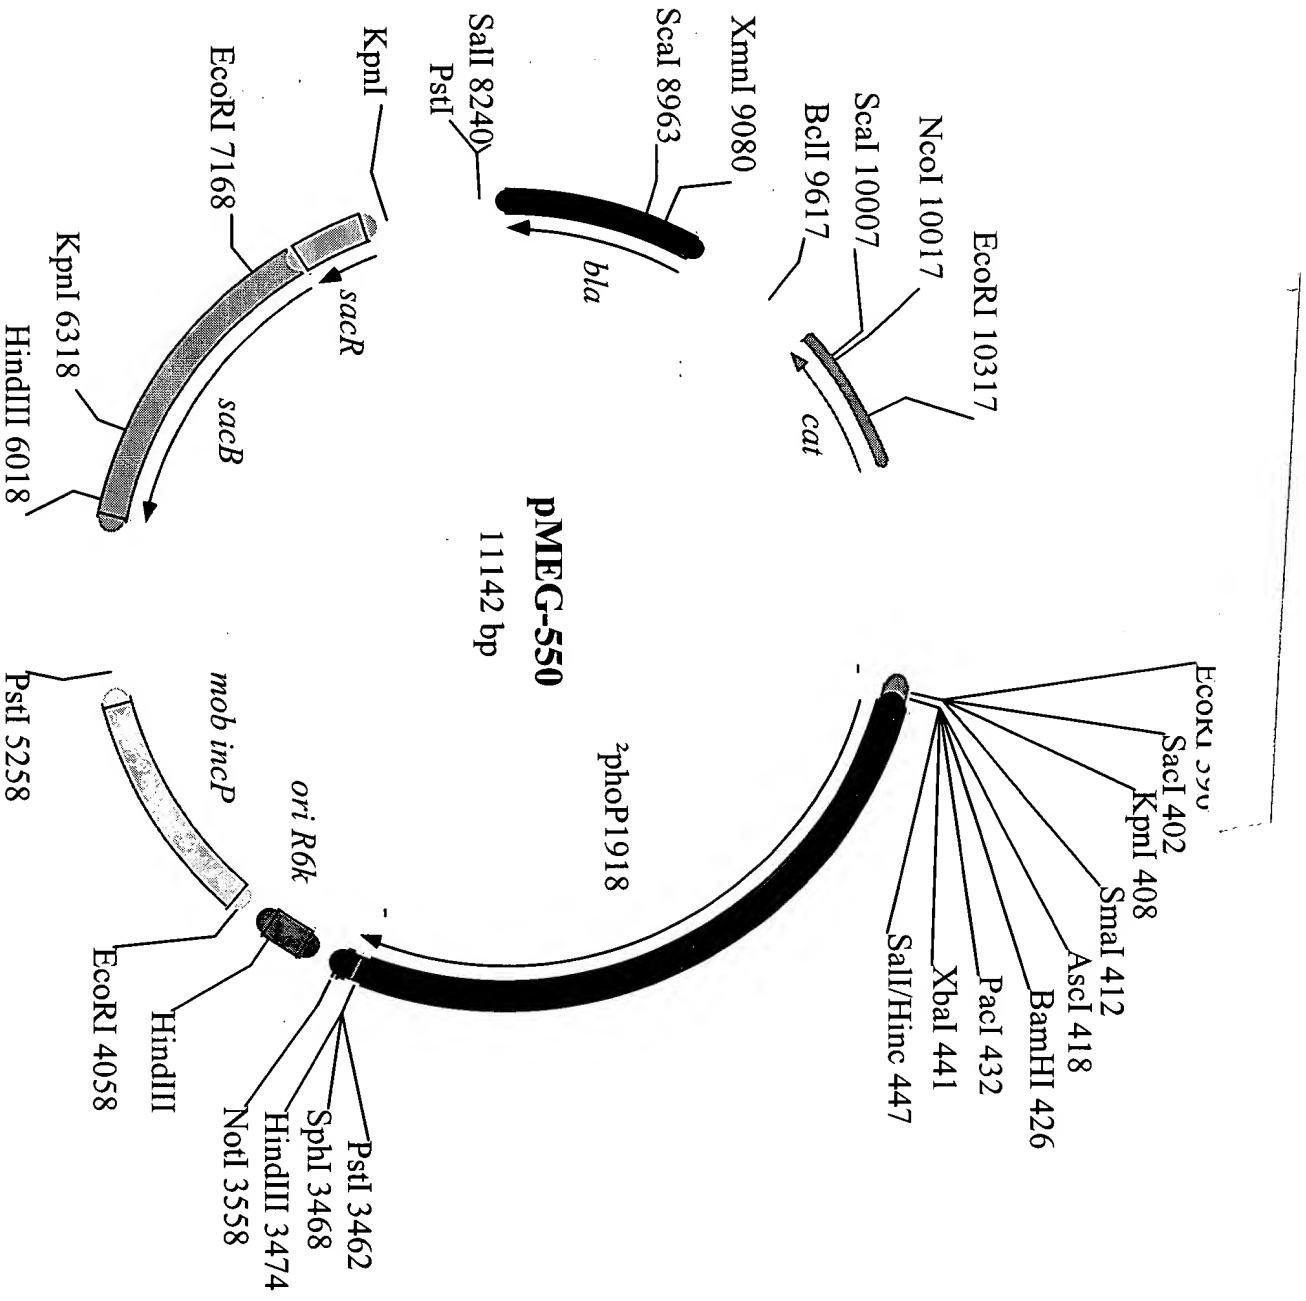 EcoRI
SacI 402
KpnI 408
SmaI 412
AscI 418
BamHI 426
PacI 432
XbaI 441
SalI/Hinc 447
²phoP1918
PstI 3462
SphI 3468
HindIII 3474
NotI 3558
ori R6k
HindIII
EcoRI 4058
mob incP
PstI 5258
HindIII 6018
KpnI 6318
sacB
EcoRI 7168
sacR
KpnI
PstI
SalI 8240
bla
ScaI 8963
XmnI 9080
BclI 9617
ScaI 10007
NcoI 10017
EcoRI 10317
cat
pMEG-550
11142 bp